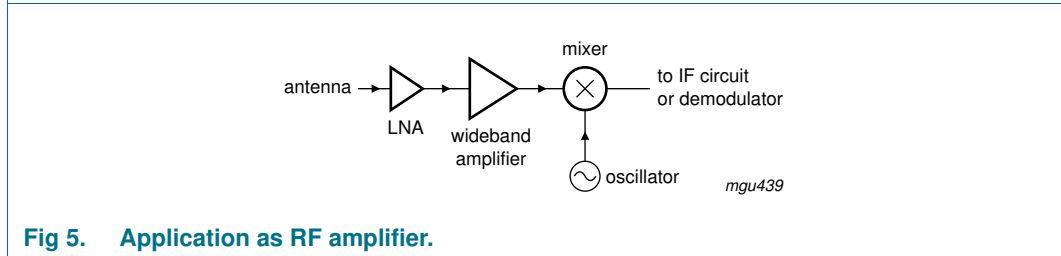 mixer
antenna
to IF circuit
or demodulator
LNA
wideband
amplifier
oscillator
mgu439
Fig 5. Application as RF amplifier.